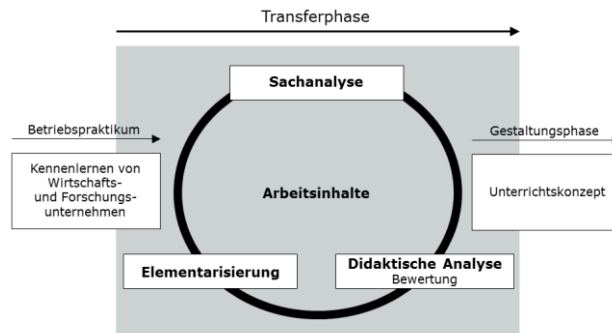 Transferphase
Sachanalyse
Betriebspraktikum
Kennenlernen von
Wirtschafts-
und Forschungs-
unternehmen
Arbeitsinhalte
Gestaltungsphase
Unterrichtskonzept
Elementarisierung
Didaktische Analyse
Bewertung